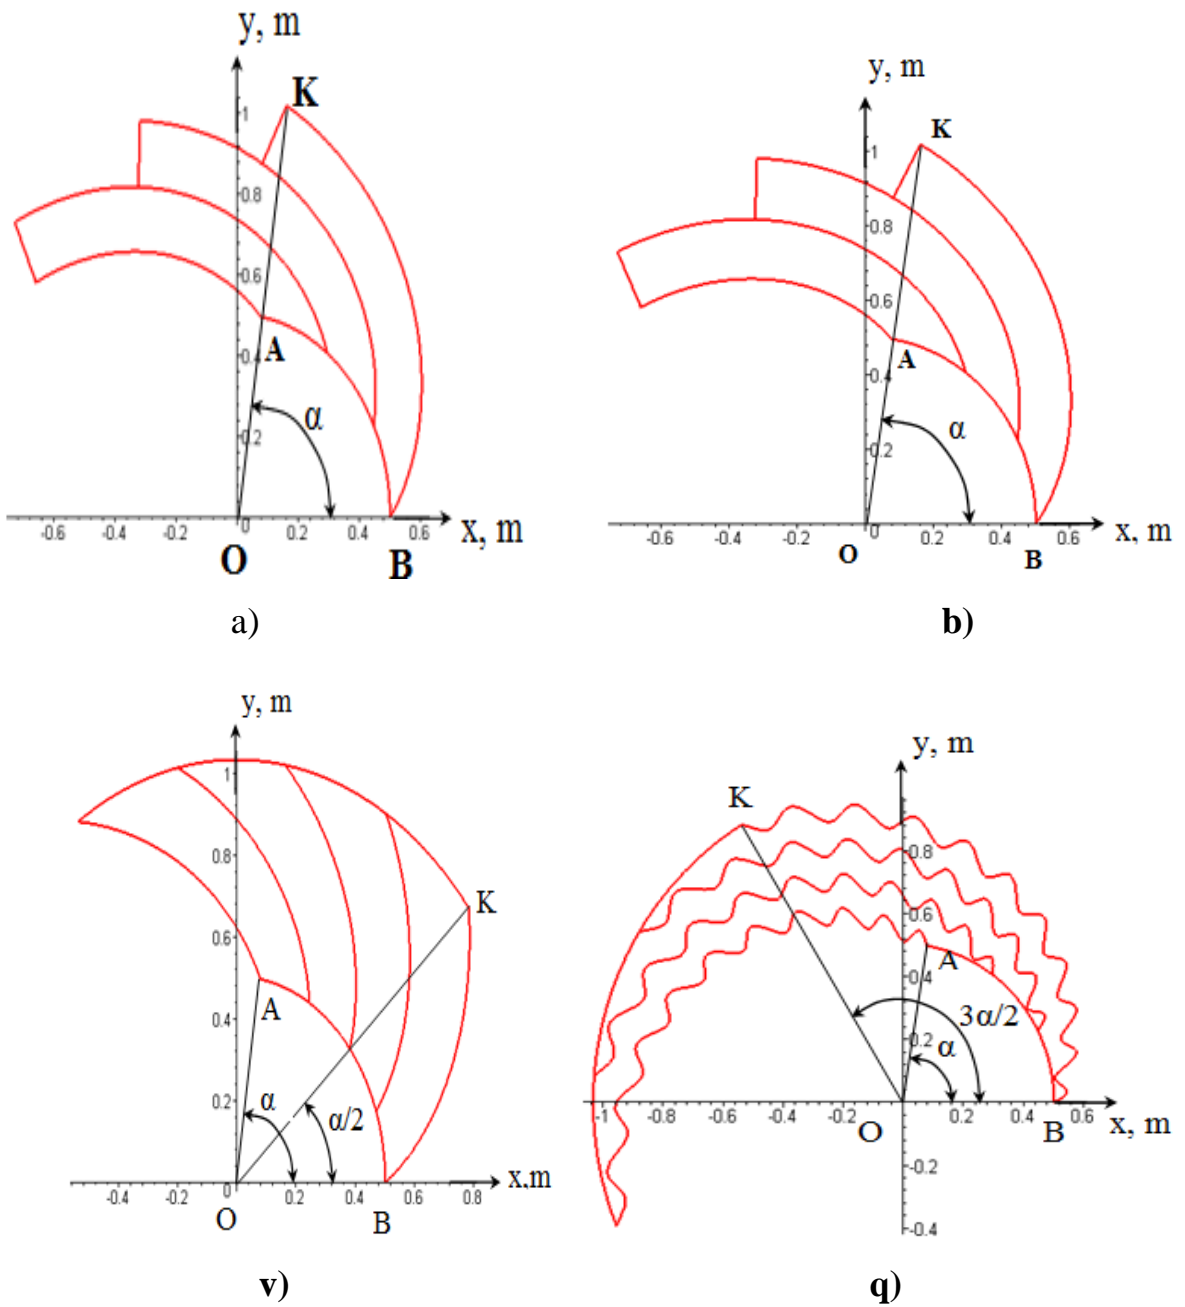 y, m
K
1
0.8
0.6
A
0.4
α
0.2
-0.6 -0.4 -0.2 0.2 0.4 0.6
x, m
O B
a)
y, m
K
1
0.8
0.6
A
0.4
α
0.2
0
-0.6 -0.4 -0.2 0 0.2 0.4 0.6
x, m
O B
b)
y, m
1
0.8
K
0.6
A
0.4
0.2
α
α/2
-0.4 -0.2 0 0.2 0.4 0.6 0.8
x,m
O B
v)
y, m
K
0.8
0.6
A
0.4
3α/2
0.2
α
-1 -0.8 -0.6 -0.4 -0.2 0.2 0.4 0.6
x, m
O B
-0.2
-0.4
q)